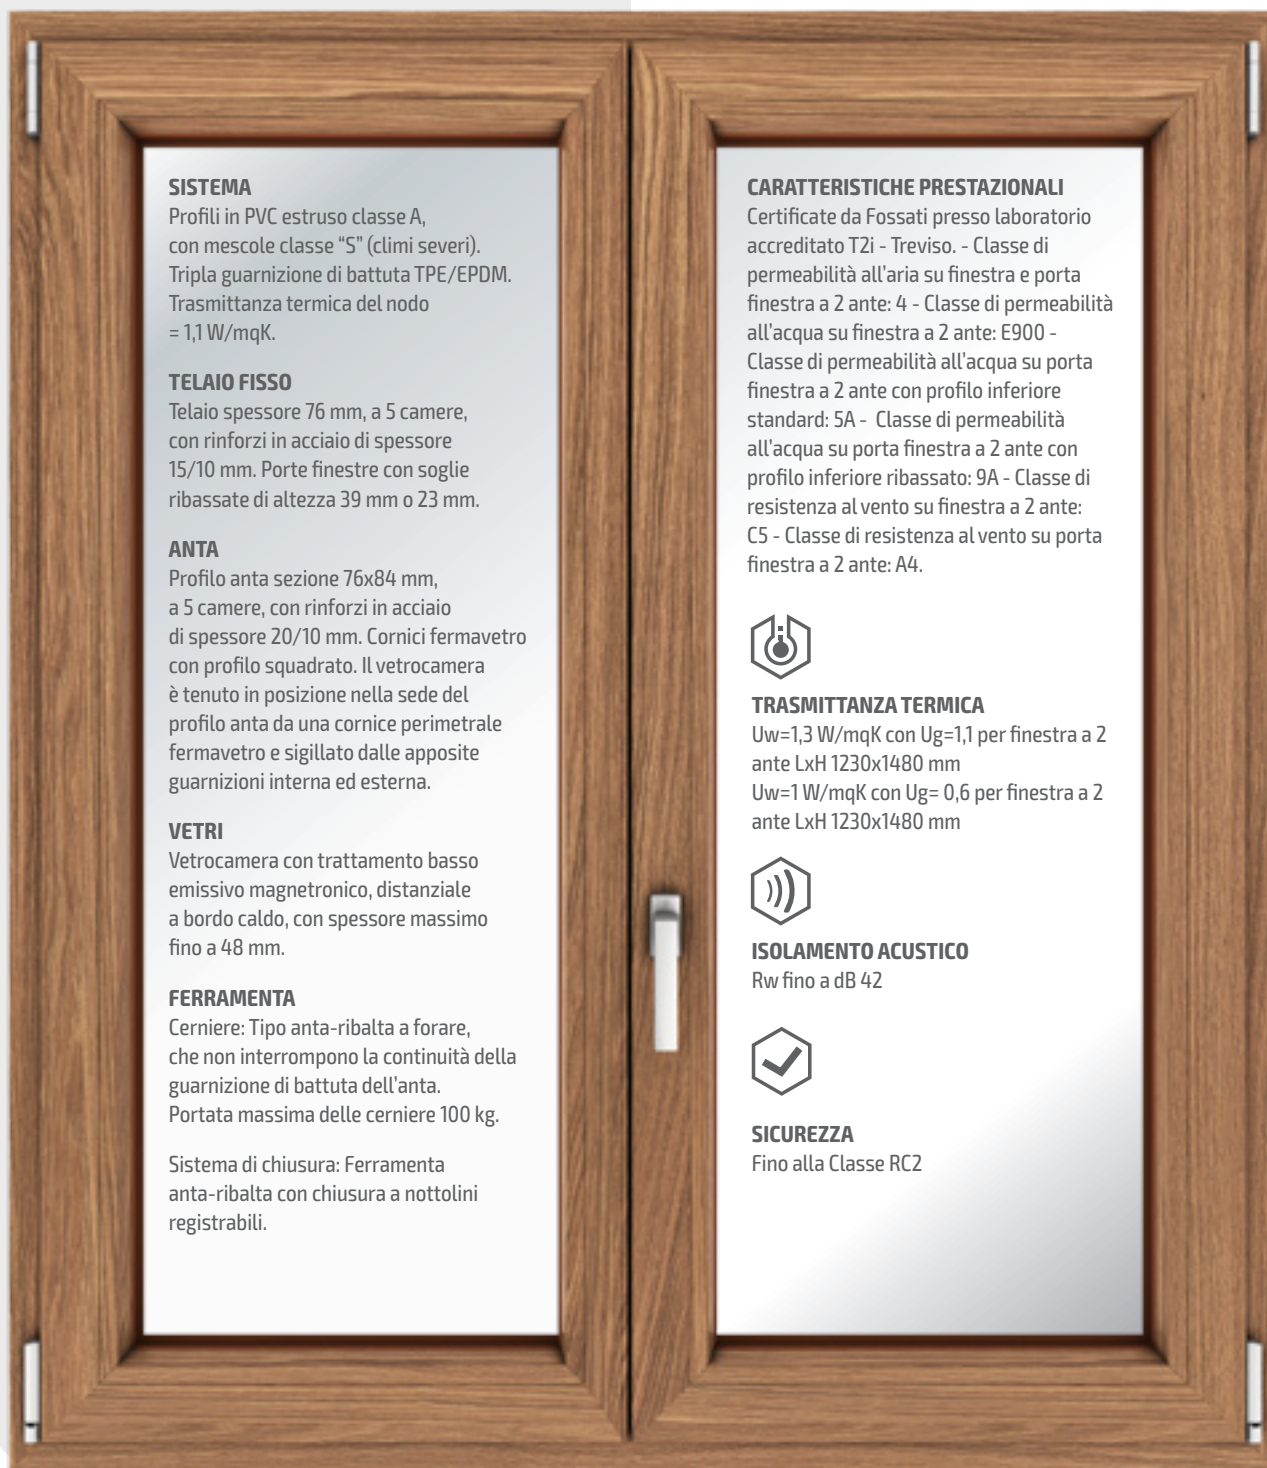 SISTEMA
Profili in PVC estruso classe A,
con mescole classe “S” (climi severi).
Tripla guarnizione di battuta TPE/EPDM.
Trasmittanza termica del nodo
= 1,1 W/mqK.
TELAIO FISSO
Telaio spessore 76 mm, a 5 camere,
con rinforzi in acciaio di spessore
15/10 mm. Porte finestre con soglie
ribassate di altezza 39 mm o 23 mm.
ANTA
Profilo anta sezione 76x84 mm,
a 5 camere, con rinforzi in acciaio
di spessore 20/10 mm. Cornici fermavetro
con profilo squadrato. Il vetrocamera
è tenuto in posizione nella sede del
profilo anta da una cornice perimetrale
fermavetro e sigillato dalle apposite
guarnizioni interna ed esterna.
VETRI
Vetrocamera con trattamento basso
emissivo magnetronico, distanziale
a bordo caldo, con spessore massimo
fino a 48 mm.
FERRAMENTA
Cerniere: Tipo anta-ribalta a forare,
che non interrompono la continuità della
guarnizione di battuta dell'anta.
Portata massima delle cerniere 100 kg.
Sistema di chiusura: Ferramenta
anta-ribalta con chiusura a nottolini
registrabili.
CARATTERISTICHE PRESTAZIONALI
Certificate da Fossati presso laboratorio
accreditato T2i - Treviso. - Classe di
permeabilità all'aria su finestra e porta
finestra a 2 ante: 4 - Classe di permeabilità
all'acqua su finestra a 2 ante: E900 -
Classe di permeabilità all'acqua su porta
finestra a 2 ante con profilo inferiore
standard: 5A -  Classe di permeabilità
all'acqua su porta finestra a 2 ante con
profilo inferiore ribassato: 9A - Classe di
resistenza al vento su finestra a 2 ante:
C5 - Classe di resistenza al vento su porta
finestra a 2 ante: A4.
TRASMITTANZA TERMICA
Uw=1,3 W/mqK con Ug=1,1 per finestra a 2
ante LxH 1230x1480 mm
Uw=1 W/mqK con Ug= 0,6 per finestra a 2
ante LxH 1230x1480 mm
ISOLAMENTO ACUSTICO
Rw fino a dB 42
SICUREZZA
Fino alla Classe RC2